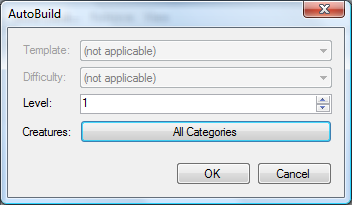 AutoBuild
Template: (not applicable)
Difficulty: (not applicable)
Level: 1
Creatures: All Categories
OK Cancel